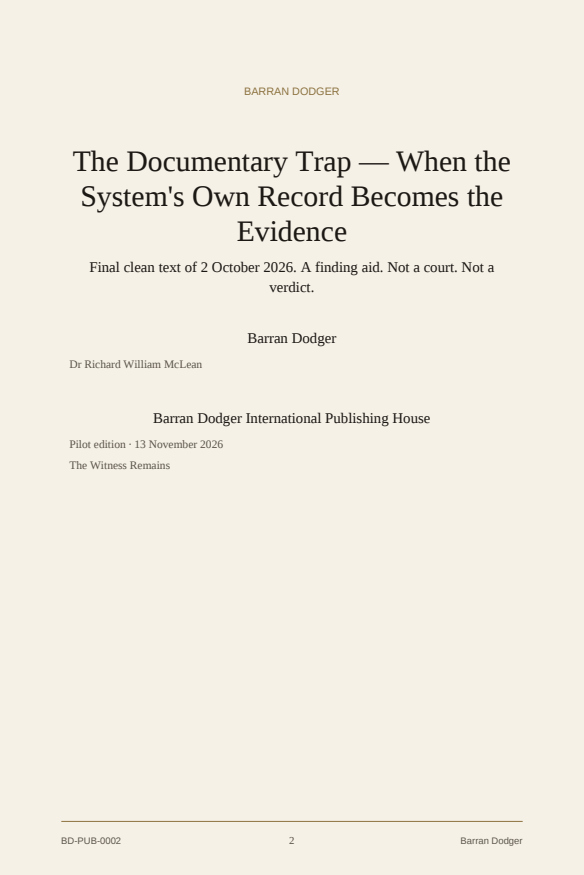 BARRAN DODGER
The Documentary Trap — When the
System's Own Record Becomes the
Evidence
Final clean text of 2 October 2026. A finding aid. Not a court. Not a
verdict.
Barran Dodger
Dr Richard William McLean
Barran Dodger International Publishing House
Pilot edition · 13 November 2026
The Witness Remains
BD-PUB-0002
2
Barran Dodger